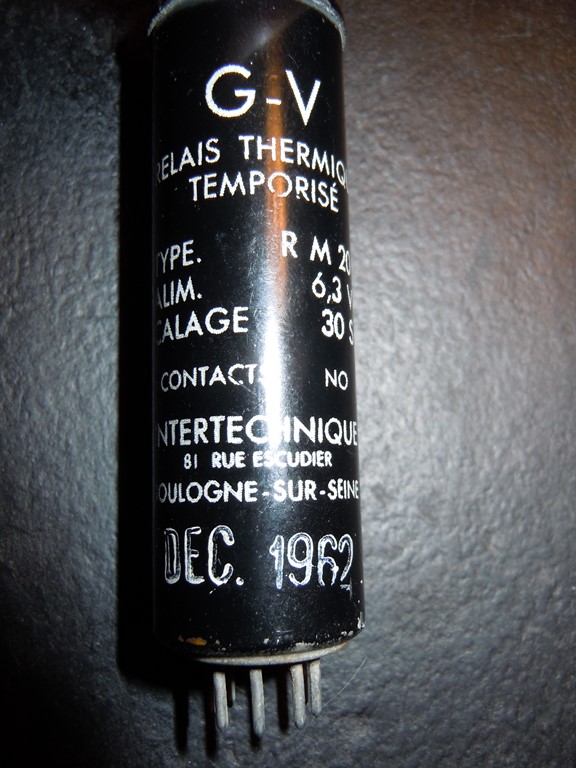 G-V
RELAIS THERMIQU
TEMPORISÉ
TYPE. R M 20
ALIM. 6,3 V
CALAGE 30 S
CONTACTS NO
INTERTECHNIQUE
81 RUE ESCUDIER
BOULOGNE-SUR-SEINE
DEC. 1962